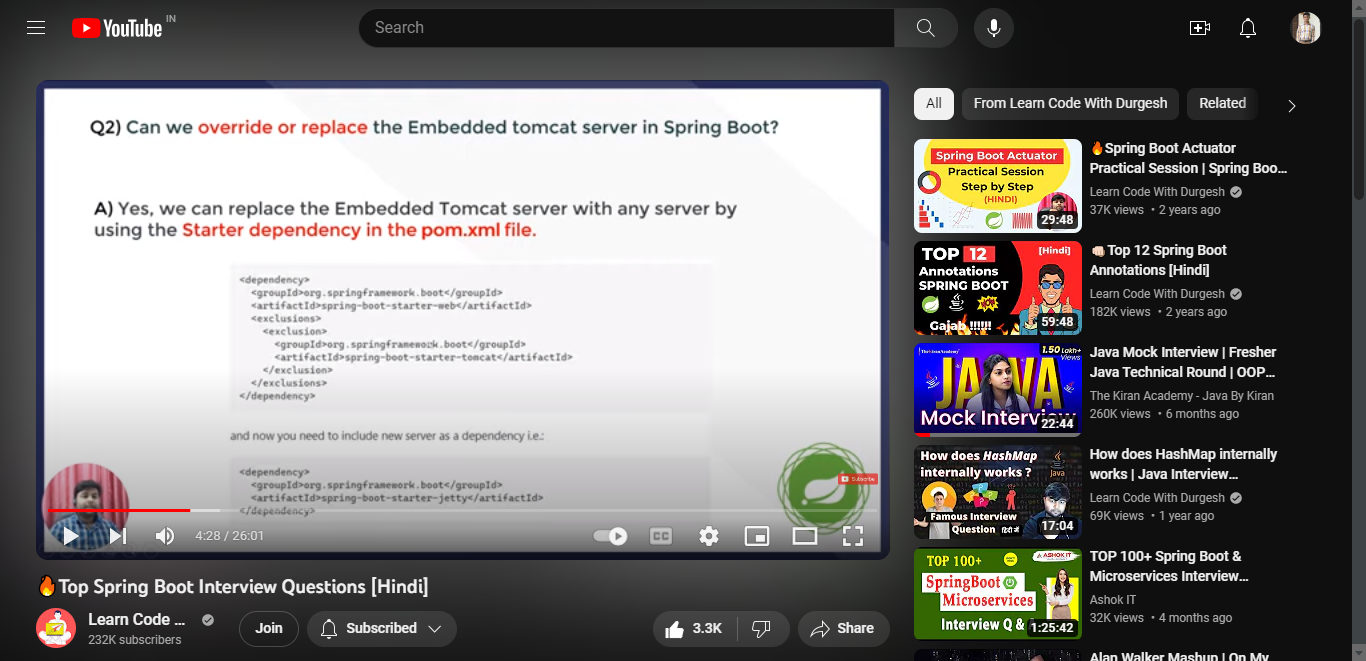 YouTube IN
Search
Q2) Can we override or replace the Embedded tomcat server in Spring Boot?
A) Yes, we can replace the Embedded Tomcat server with any server by
using the Starter dependency in the pom.xml file.
<dependency>
<groupId>org.springframework.boot</groupId>
<artifactId>spring-boot-starter-web</artifactId>
<exclusions>
<exclusion>
<groupId>org.springframework.boot</groupId>
<artifactId>spring-boot-starter-tomcat</artifactId>
</exclusion>
</exclusions>
</dependency>
and now you need to include new server as a dependency i.e.:
<dependency>
<groupId>org.springframework.boot</groupId>
<artifactId>spring-boot-starter-jetty</artifactId>
</dependency>
Subscribe
4:28 / 26:01
CC
🔥Top Spring Boot Interview Questions [Hindi]
Learn Code ...
232K subscribers
Join
Subscribed
3.3K
Share
All
From Learn Code With Durgesh
Related
Spring Boot Actuator
Practical Session
Step by Step
(HINDI)
29:48
🔥Spring Boot Actuator
Practical Session | Spring Boo...
Learn Code With Durgesh
37K views • 2 years ago
TOP 12
[Hindi]
Annotations
SPRING BOOT
Gajab !!!!!!
59:48
👊🏻Top 12 Spring Boot
Annotations [Hindi]
Learn Code With Durgesh
182K views • 2 years ago
1.50 Lakh+
Views
JAVA
Mock Interview
22:44
Java Mock Interview | Fresher
Java Technical Round | OOP...
The Kiran Academy - Java By Kiran
260K views • 6 months ago
How does HashMap
internally works ?
Java
Famous Interview
Question
17:04
How does HashMap internally
works | Java Interview...
Learn Code With Durgesh
69K views • 1 year ago
TOP 100+
ASHOK IT
SpringBoot
Microservices
Interview Q &
1:25:42
TOP 100+ Spring Boot &
Microservices Interview...
Ashok IT
32K views • 4 months ago
Alan Walker Mashup | On My